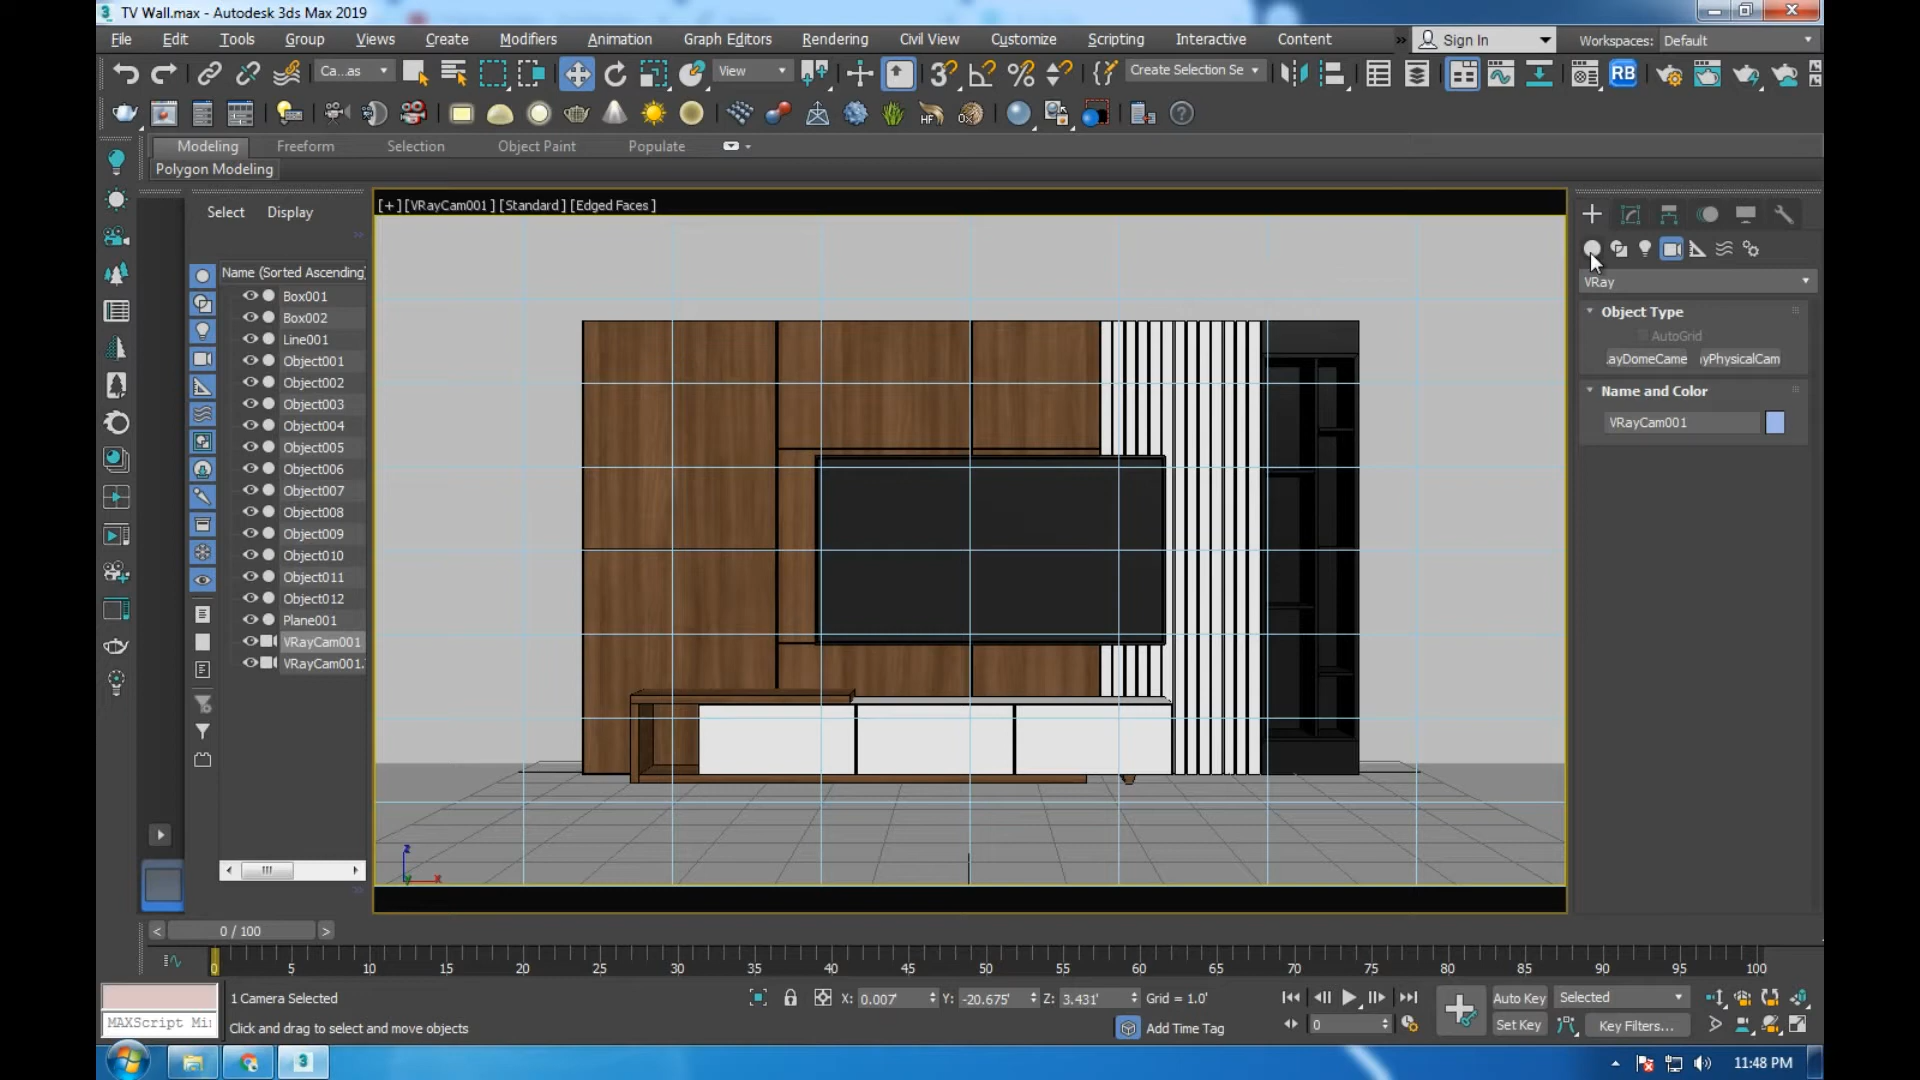 TV Wall.max - Autodesk 3ds Max 2019
File Edit Tools Group Views Create Modifiers Animation Graph Editors Rendering Civil View Customize Scripting Interactive Content » Sign In Workspaces: Default
Ca...as View Create Selection Se RB
HF
Modeling Freeform Selection Object Paint Populate
Polygon Modeling
Select Display
[+] [VRayCam001 ] [Standard ] [Edged Faces ]
Name (Sorted Ascending)
Box001
Box002
Line001
Object001
Object002
Object003
Object004
Object005
Object006
Object007
Object008
Object009
Object010
Object011
Object012
Plane001
VRayCam001
VRayCam001.
VRay
Object Type
AutoGrid
.ayDomeCame yPhysicalCam
Name and Color
VRayCam001
z
x
0 / 100
0 5 10 15 20 25 30 35 40 45 50 55 60 65 70 75 80 85 90 95 100
1 Camera Selected X: 0.007' Y: -20.675' Z: 3.431' Grid = 1.0' Auto Key Selected
MAXScript Mi Click and drag to select and move objects Add Time Tag 0 Set Key Key Filters...
11:48 PM